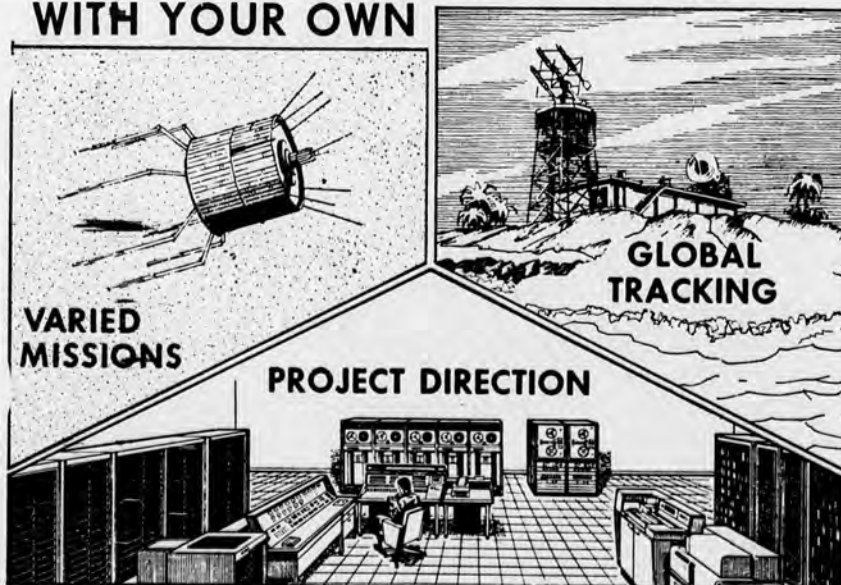 WITH YOUR OWN
VARIED
MISSIONS
GLOBAL
TRACKING
PROJECT DIRECTION